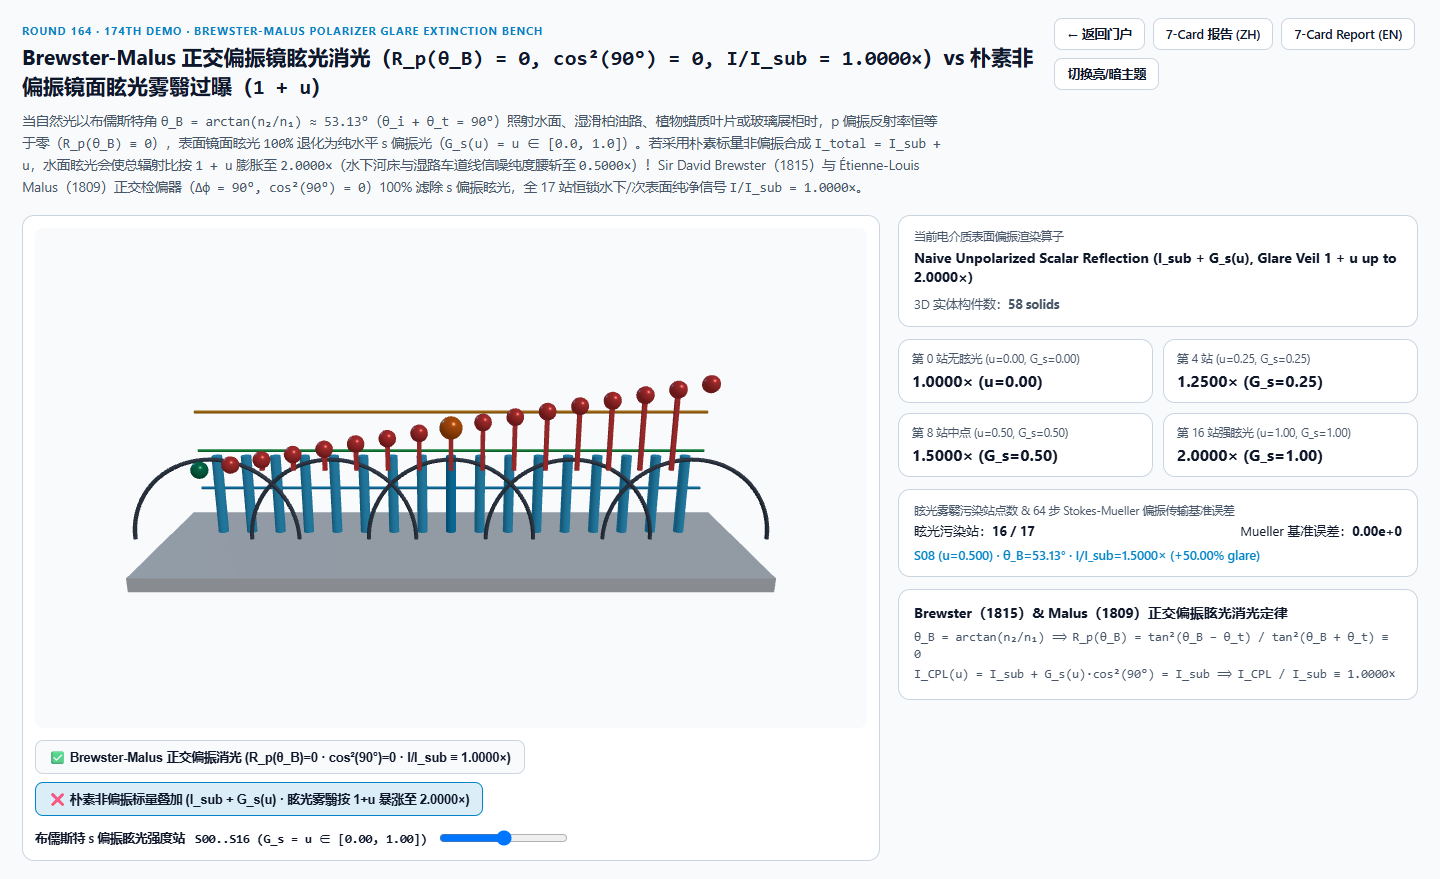 ROUND 164 · 174TH DEMO · BREWSTER-MALUS POLARIZER GLARE EXTINCTION BENCH
Brewster-Malus 正交偏振镜眩光消光（R_p(θ_B) = 0, cos²(90°) = 0, I/I_sub = 1.0000×）vs 朴素非
偏振镜面眩光雾翳过曝（1 + u）
← 返回门户
7-Card 报告 (ZH)
7-Card Report (EN)
切换亮/暗主题
当自然光以布儒斯特角 θ_B = arctan(n₂/n₁) ≈ 53.13°（θ_i + θ_t = 90°）照射水面、湿滑柏油路、植物蜡质叶片或玻璃展柜时，p 偏振反射率恒等
于零（R_p(θ_B) ≡ 0），表面镜面眩光 100% 退化为纯水平 s 偏振光（G_s(u) = u ∈ [0.0, 1.0]）。若采用朴素标量非偏振合成 I_total = I_sub +
u，水面眩光会使总辐射比按 1 + u 膨胀至 2.0000×（水下河床与湿路车道线信噪纯度腰斩至 0.5000×）！Sir David Brewster（1815）与 Étienne-Louis
Malus（1809）正交检偏器（Δϕ = 90°, cos²(90°) = 0）100% 滤除 s 偏振眩光，全 17 站恒锁水下/次表面纯净信号 I/I_sub = 1.0000×。
当前电介质表面偏振渲染算子
Naive Unpolarized Scalar Reflection (I_sub + G_s(u), Glare Veil 1 + u up to
2.0000×)
3D 实体构件数：58 solids
第 0 站无眩光 (u=0.00, G_s=0.00)
1.0000× (u=0.00)
第 4 站 (u=0.25, G_s=0.25)
1.2500× (G_s=0.25)
第 8 站中点 (u=0.50, G_s=0.50)
1.5000× (G_s=0.50)
第 16 站强眩光 (u=1.00, G_s=1.00)
2.0000× (G_s=1.00)
眩光雾翳污染站点数 & 64 步 Stokes-Mueller 偏振传输基准误差
眩光污染站：16 / 17
Mueller 基准误差：0.00e+0
S08 (u=0.500) · θ_B=53.13° · I/I_sub=1.5000× (+50.00% glare)
Brewster（1815）& Malus（1809）正交偏振眩光消光定律
θ_B = arctan(n₂/n₁) ⟹ R_p(θ_B) = tan²(θ_B − θ_t) / tan²(θ_B + θ_t) ≡
0
I_CPL(u) = I_sub + G_s(u)·cos²(90°) = I_sub ⟹ I_CPL / I_sub ≡ 1.0000×
✅ Brewster-Malus 正交偏振消光 (R_p(θ_B)=0 · cos²(90°)=0 · I/I_sub ≡ 1.0000×)
❌ 朴素非偏振标量叠加 (I_sub + G_s(u) · 眩光雾翳按 1+u 暴涨至 2.0000×)
布儒斯特 s 偏振眩光强度站 S00..S16 (G_s = u ∈ [0.00, 1.00])